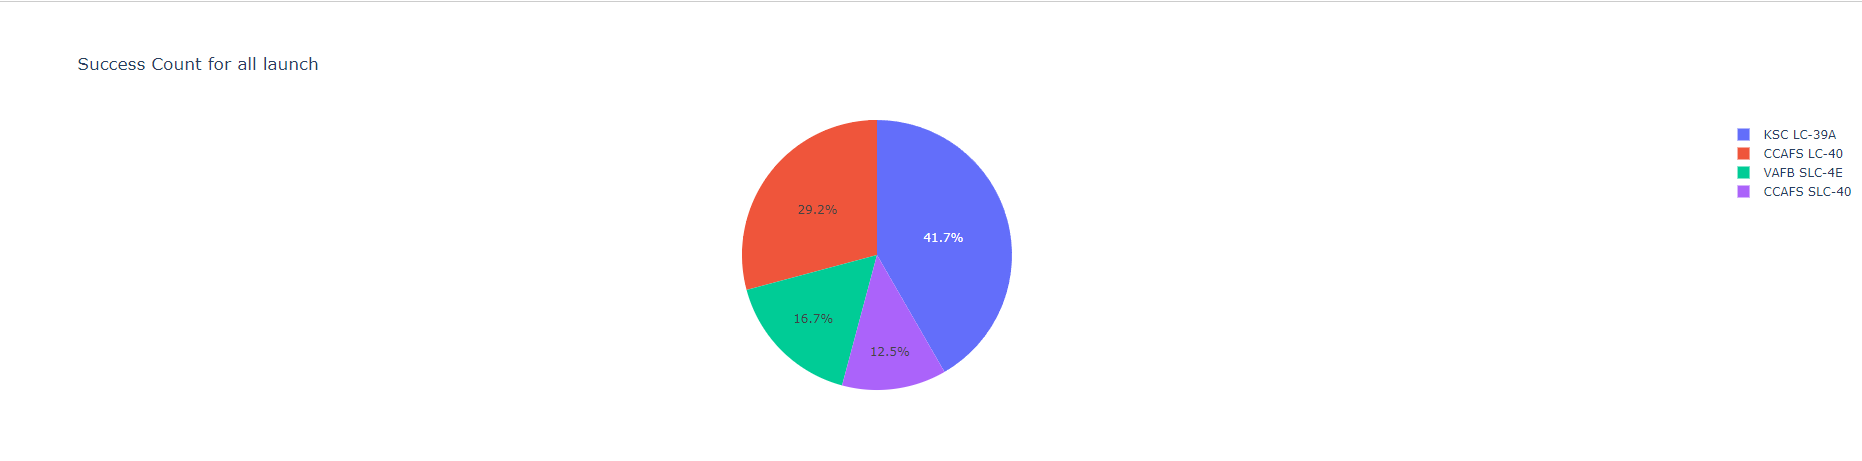 Success Count for all launch
KSC LC-39A
CCAFS LC-40
VAFB SLC-4E
CCAFS SLC-40
29.2%
41.7%
16.7%
12.5%